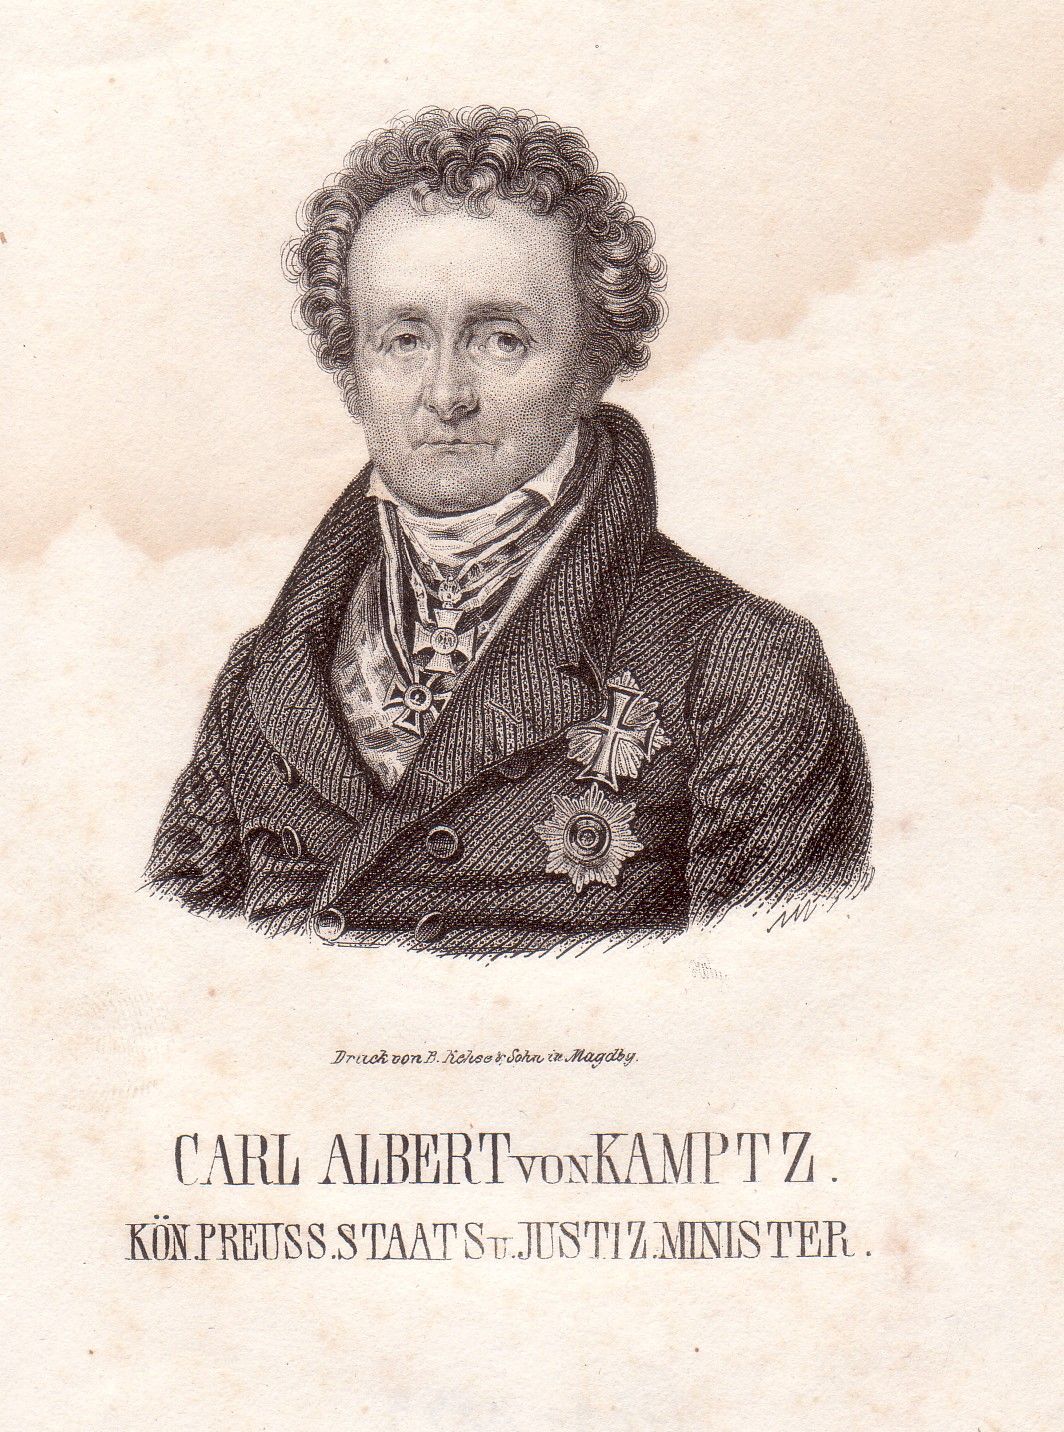 Druck von B. Kehse & Sohn in Magdbg.
CARL ALBERT VON KAMPTZ.
KÖN. PREUSS. STAATS U. JUSTIZ. MINISTER.